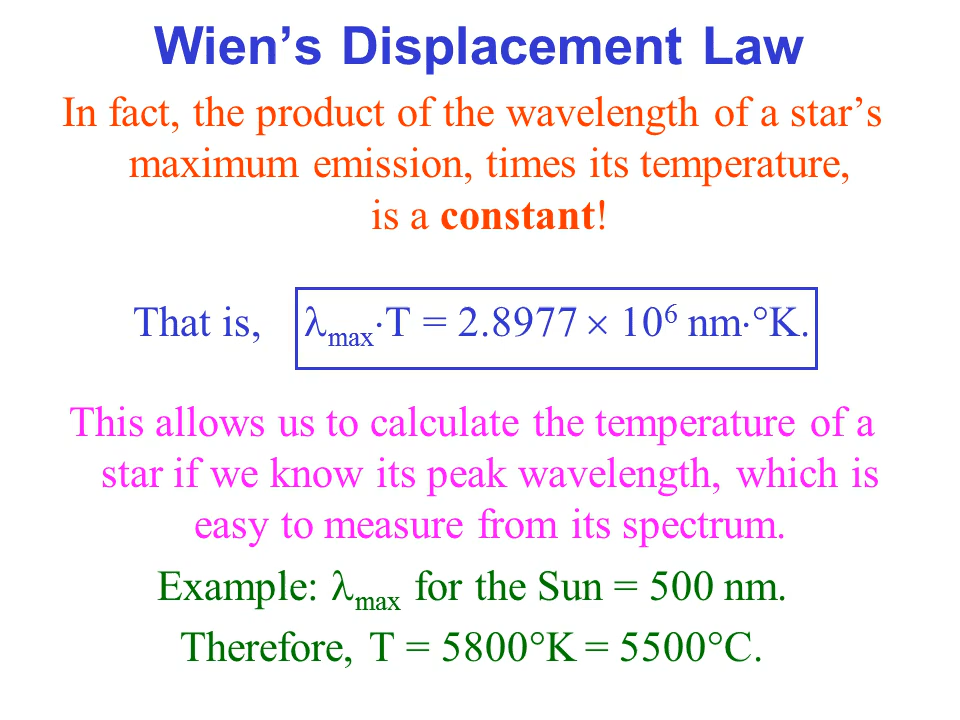 Wien’s Displacement Law
In fact, the product of the wavelength of a star’s
maximum emission, times its temperature,
is a constant!
That is, λmax·T = 2.8977 × 10⁶ nm·°K.
This allows us to calculate the temperature of a
star if we know its peak wavelength, which is
easy to measure from its spectrum.
Example: λmax for the Sun = 500 nm.
Therefore, T = 5800°K = 5500°C.